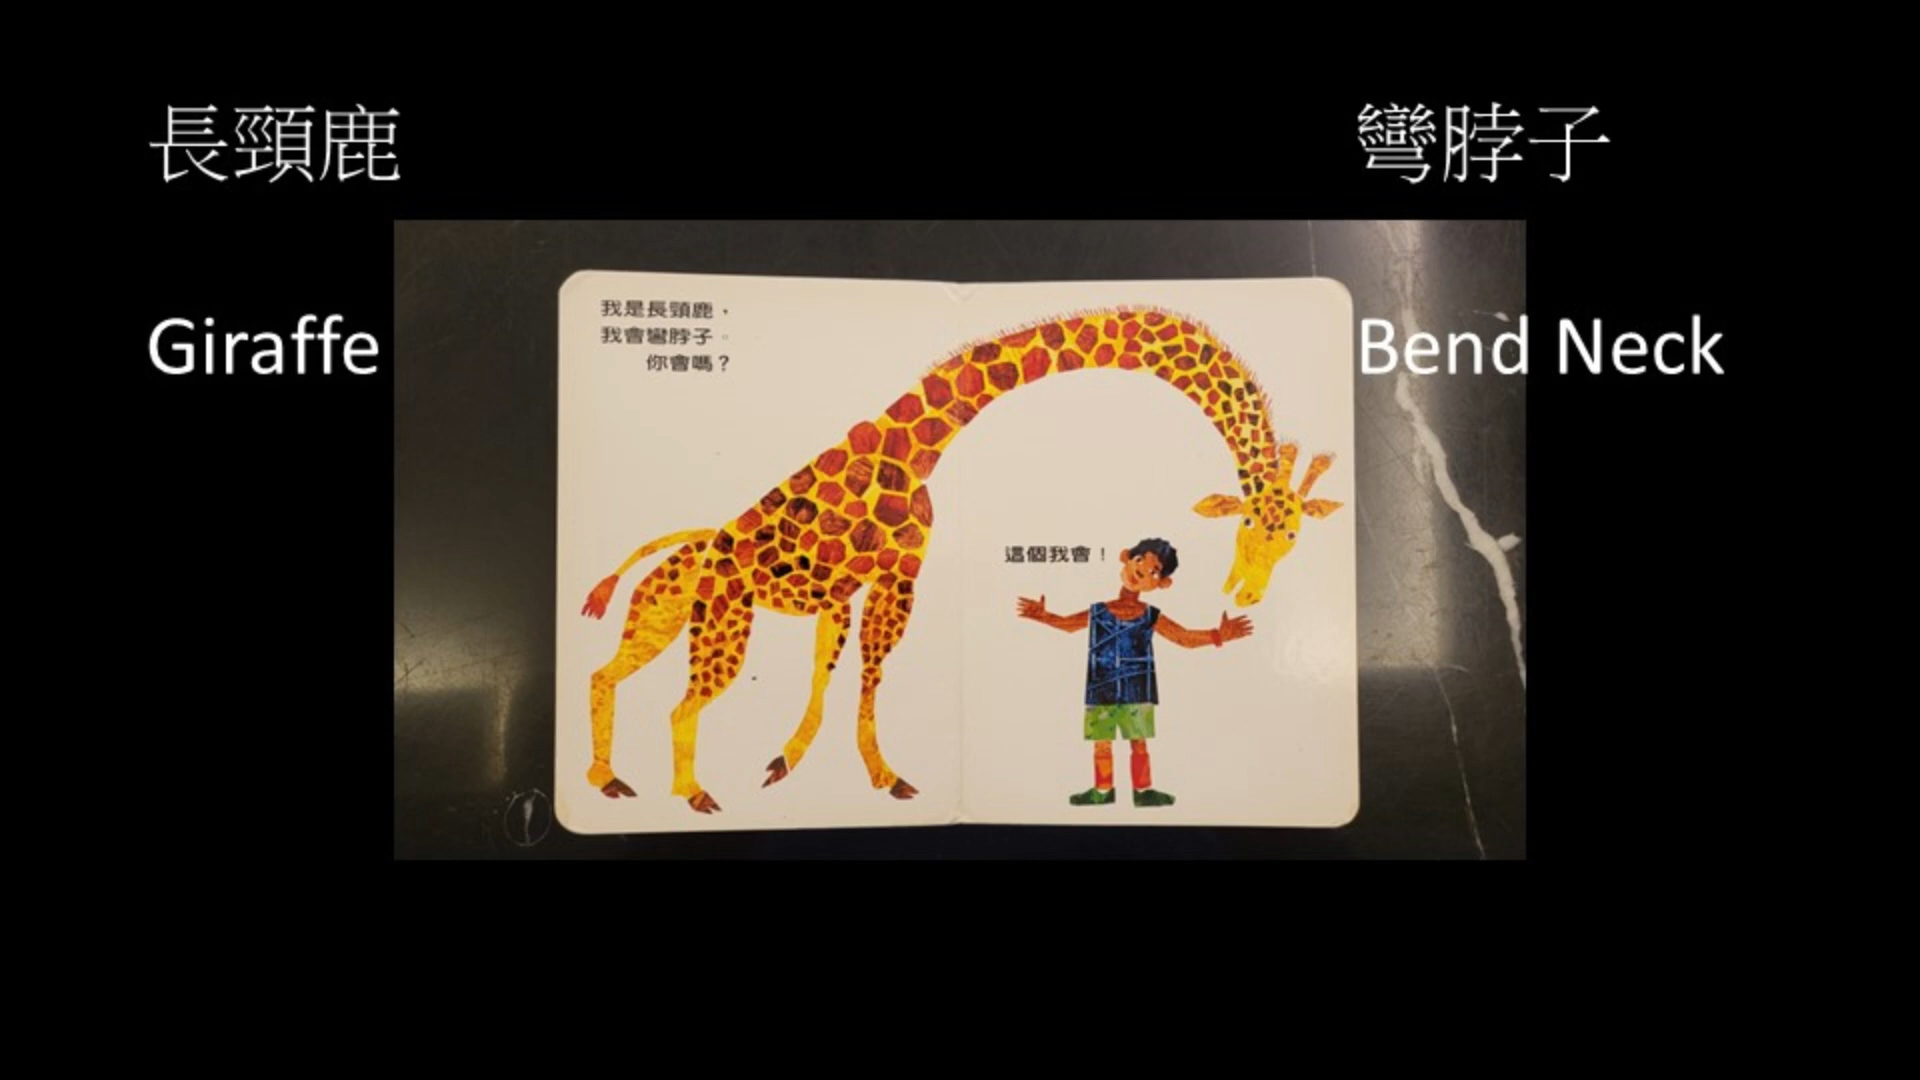 長頸鹿
彎脖子
Giraffe
Bend Neck
我是長頸鹿，
我會彎脖子。
你會嗎？
這個我會！